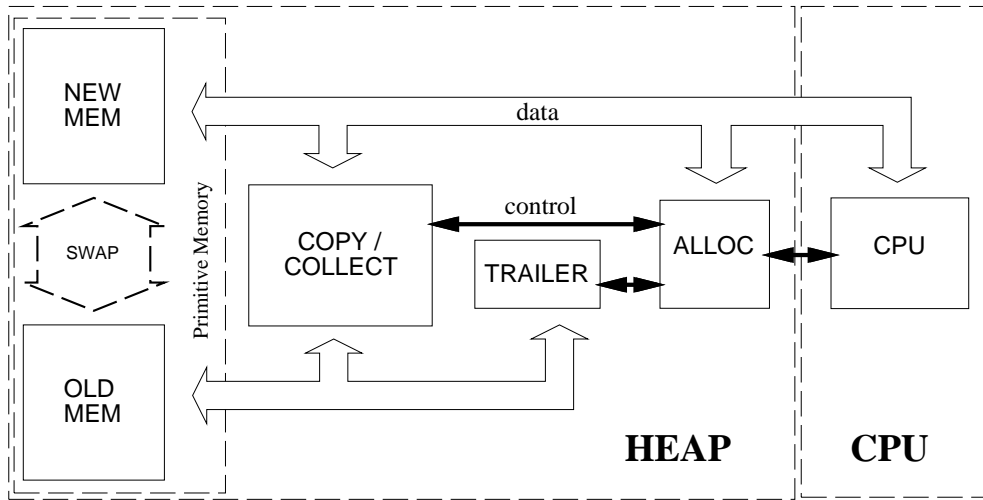 NEW
MEM
data
Primitive Memory
SWAP
COPY /
COLLECT
control
TRAILER
ALLOC
CPU
OLD
MEM
HEAP
CPU